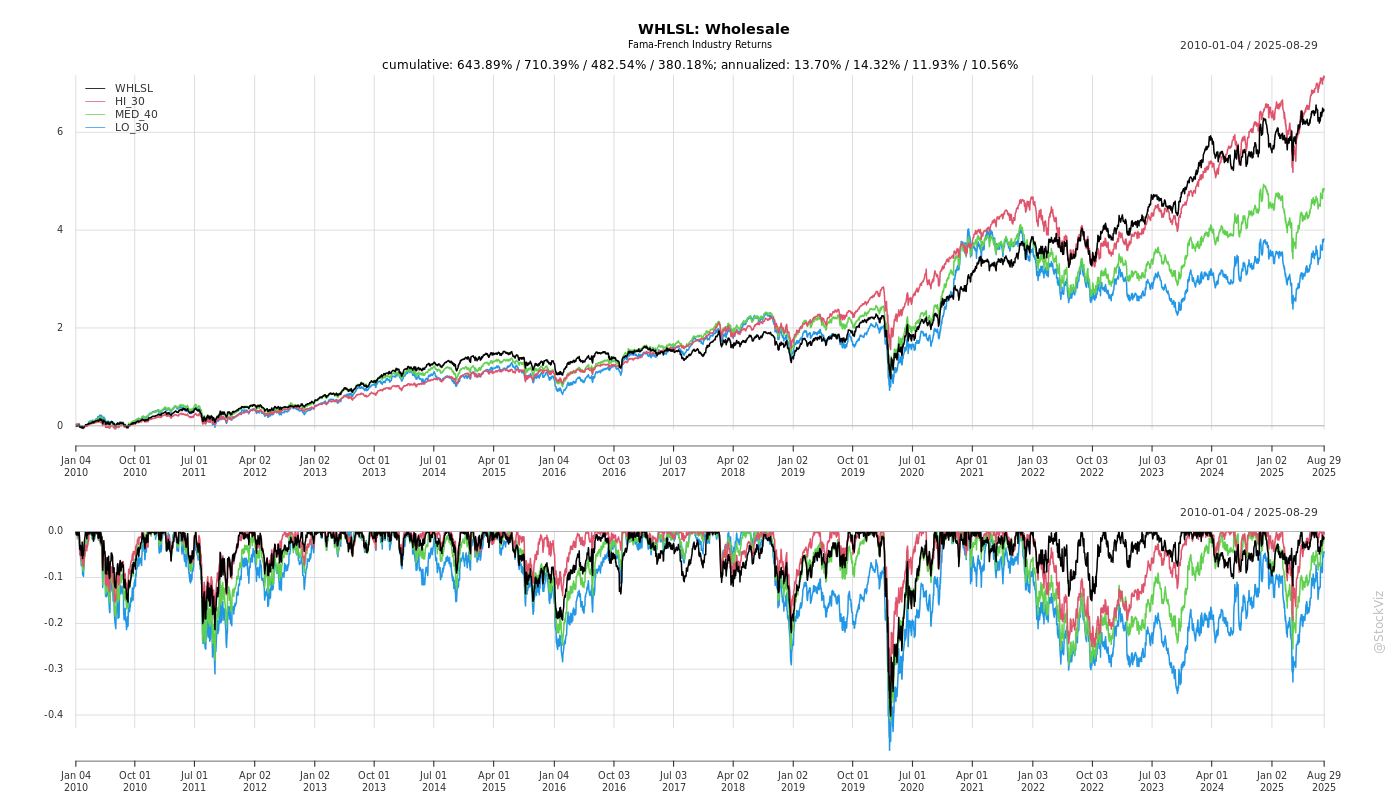 WHLSL: Wholesale
Fama-French Industry Returns
2010-01-04 / 2025-08-29
cumulative: 643.89% / 710.39% / 482.54% / 380.18%; annualized: 13.70% / 14.32% / 11.93% / 10.56%
WHLSL
HI_30
MED_40
LO_30
6
4
2
0
Jan 04 Oct 01 Jul 01 Apr 02 Jan 02 Oct 01 Jul 01 Apr 01 Jan 04 Oct 03 Jul 03 Apr 02 Jan 02 Oct 01 Jul 01 Apr 01 Jan 03 Oct 03 Jul 03 Apr 01 Jan 02 Aug 29
2010 2010 2011 2012 2013 2013 2014 2015 2016 2016 2017 2018 2019 2019 2020 2021 2022 2022 2023 2024 2025 2025
2010-01-04 / 2025-08-29
0.0
-0.1
-0.2
-0.3
-0.4
Jan 04 Oct 01 Jul 01 Apr 02 Jan 02 Oct 01 Jul 01 Apr 01 Jan 04 Oct 03 Jul 03 Apr 02 Jan 02 Oct 01 Jul 01 Apr 01 Jan 03 Oct 03 Jul 03 Apr 01 Jan 02 Aug 29
2010 2010 2011 2012 2013 2013 2014 2015 2016 2016 2017 2018 2019 2019 2020 2021 2022 2022 2023 2024 2025 2025
@StockViz